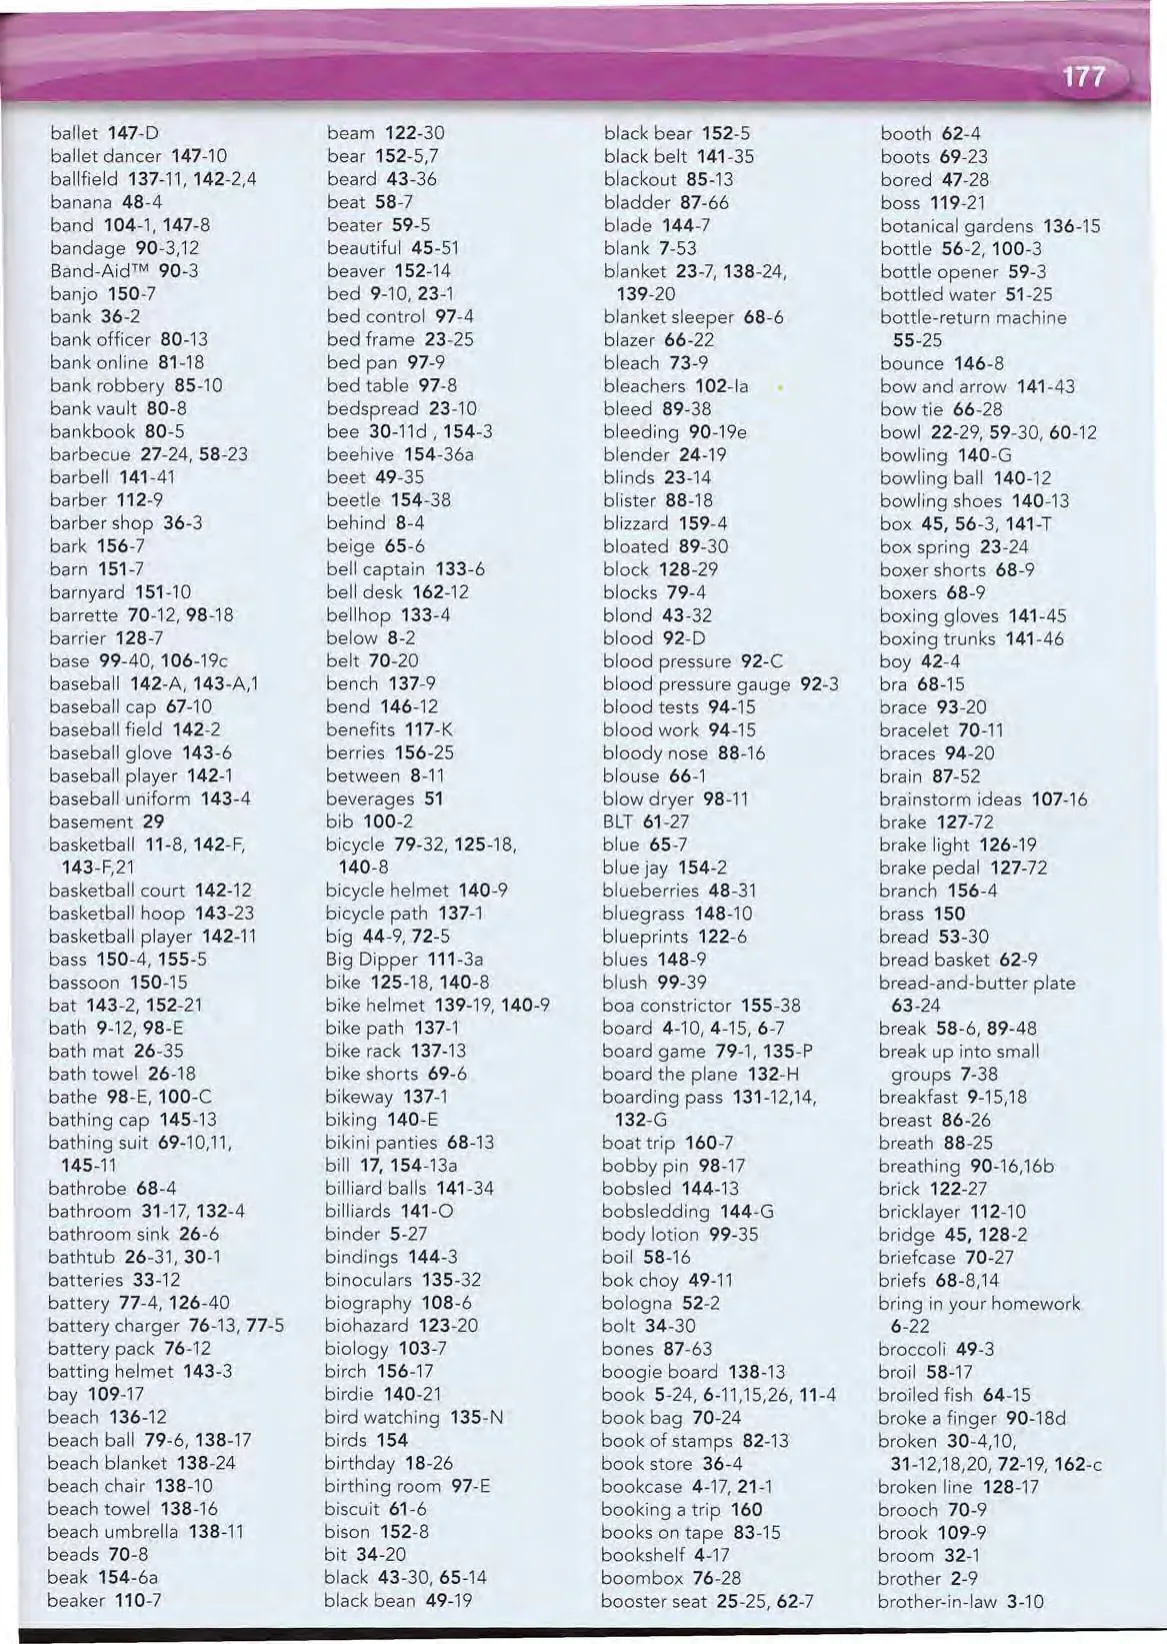 177
ballet 147-D
ballet dancer 147-10
ballfield 137-11, 142-2,4
banana 48-4
band 104-1, 147-8
bandage 90-3,12
Band-Aid™ 90-3
banjo 150-7
bank 36-2
bank officer 80-13
bank online 81-18
bank robbery 85-10
bank vault 80-8
bankbook 80-5
barbecue 27-24, 58-23
barbell 141-41
barber 112-9
barber shop 36-3
bark 156-7
barn 151-7
barnyard 151-10
barrette 70-12, 98-18
barrier 128-7
base 99-40, 106-19c
baseball 142-A, 143-A,1
baseball cap 67-10
baseball field 142-2
baseball glove 143-6
baseball player 142-1
baseball uniform 143-4
basement 29
basketball 11-8, 142-F,
143-F,21
basketball court 142-12
basketball hoop 143-23
basketball player 142-11
bass 150-4, 155-5
bassoon 150-15
bat 143-2, 152-21
bath 9-12, 98-E
bath mat 26-35
bath towel 26-18
bathe 98-E, 100-C
bathing cap 145-13
bathing suit 69-10,11,
145-11
bathrobe 68-4
bathroom 31-17, 132-4
bathroom sink 26-6
bathtub 26-31, 30-1
batteries 33-12
battery 77-4, 126-40
battery charger 76-13, 77-5
battery pack 76-12
batting helmet 143-3
bay 109-17
beach 136-12
beach ball 79-6, 138-17
beach blanket 138-24
beach chair 138-10
beach towel 138-16
beach umbrella 138-11
beads 70-8
beak 154-6a
beaker 110-7
beam 122-30
bear 152-5,7
beard 43-36
beat 58-7
beater 59-5
beautiful 45-51
beaver 152-14
bed 9-10, 23-1
bed control 97-4
bed frame 23-25
bed pan 97-9
bed table 97-8
bedspread 23-10
bee 30-11d , 154-3
beehive 154-36a
beet 49-35
beetle 154-38
behind 8-4
beige 65-6
bell captain 133-6
bell desk 162-12
bellhop 133-4
below 8-2
belt 70-20
bench 137-9
bend 146-12
benefits 117-K
berries 156-25
between 8-11
beverages 51
bib 100-2
bicycle 79-32, 125-18,
140-8
bicycle helmet 140-9
bicycle path 137-1
big 44-9, 72-5
Big Dipper 111-3a
bike 125-18, 140-8
bike helmet 139-19, 140-9
bike path 137-1
bike rack 137-13
bike shorts 69-6
bikeway 137-1
biking 140-E
bikini panties 68-13
bill 17, 154-13a
billiard balls 141-34
billiards 141-O
binder 5-27
bindings 144-3
binoculars 135-32
biography 108-6
biohazard 123-20
biology 103-7
birch 156-17
birdie 140-21
bird watching 135-N
birds 154
birthday 18-26
birthing room 97-E
biscuit 61-6
bison 152-8
bit 34-20
black 43-30, 65-14
black bean 49-19
black bear 152-5
black belt 141-35
blackout 85-13
bladder 87-66
blade 144-7
blank 7-53
blanket 23-7, 138-24,
139-20
blanket sleeper 68-6
blazer 66-22
bleach 73-9
bleachers 102-la
bleed 89-38
bleeding 90-19e
blender 24-19
blinds 23-14
blister 88-18
blizzard 159-4
bloated 89-30
block 128-29
blocks 79-4
blond 43-32
blood 92-D
blood pressure 92-C
blood pressure gauge 92-3
blood tests 94-15
blood work 94-15
bloody nose 88-16
blouse 66-1
blow dryer 98-11
BLT 61-27
blue 65-7
blue jay 154-2
blueberries 48-31
bluegrass 148-10
blueprints 122-6
blues 148-9
blush 99-39
boa constrictor 155-38
board 4-10, 4-15, 6-7
board game 79-1, 135-P
board the plane 132-H
boarding pass 131-12,14,
132-G
boat trip 160-7
bobby pin 98-17
bobsled 144-13
bobsledding 144-G
body lotion 99-35
boil 58-16
bok choy 49-11
bologna 52-2
bolt 34-30
bones 87-63
boogie board 138-13
book 5-24, 6-11,15,26, 11-4
book bag 70-24
book of stamps 82-13
book store 36-4
bookcase 4-17, 21-1
booking a trip 160
books on tape 83-15
bookshelf 4-17
boombox 76-28
booster seat 25-25, 62-7
booth 62-4
boots 69-23
bored 47-28
boss 119-21
botanical gardens 136-15
bottle 56-2, 100-3
bottle opener 59-3
bottled water 51-25
bottle-return machine
55-25
bounce 146-8
bow and arrow 141-43
bow tie 66-28
bowl 22-29, 59-30, 60-12
bowling 140-G
bowling ball 140-12
bowling shoes 140-13
box 45, 56-3, 141-T
box spring 23-24
boxer shorts 68-9
boxers 68-9
boxing gloves 141-45
boxing trunks 141-46
boy 42-4
bra 68-15
brace 93-20
bracelet 70-11
braces 94-20
brain 87-52
brainstorm ideas 107-16
brake 127-72
brake light 126-19
brake pedal 127-72
branch 156-4
brass 150
bread 53-30
bread basket 62-9
bread-and-butter plate
63-24
break 58-6, 89-48
break up into small
groups 7-38
breakfast 9-15,18
breast 86-26
breath 88-25
breathing 90-16,16b
brick 122-27
bricklayer 112-10
bridge 45, 128-2
briefcase 70-27
briefs 68-8,14
bring in your homework
6-22
broccoli 49-3
broil 58-17
broiled fish 64-15
broke a finger 90-18d
broken 30-4,10,
31-12,18,20, 72-19, 162-c
broken line 128-17
brooch 70-9
brook 109-9
broom 32-1
brother 2-9
brother-in-law 3-10